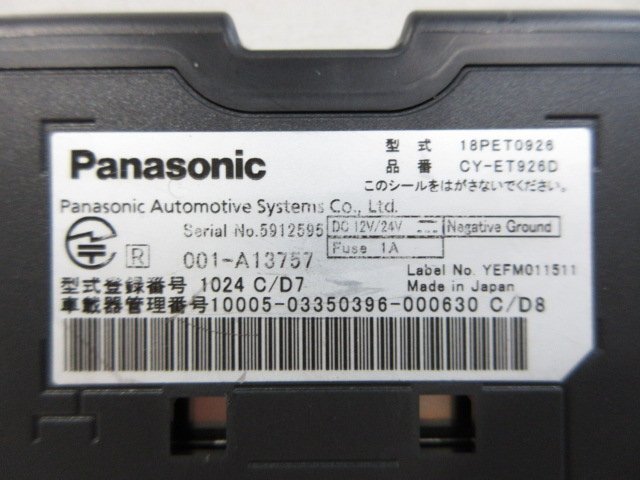 Panasonic
型式 18PET0926
品番 CY-ET926D
このシールをはがさないでください。
Panasonic Automotive Systems Co., Ltd.
Serial No.5912595 DC 12V/24V Negative Ground
Fuse 1A
R 001-A13757
Label No. YEFM011511
型式登録番号 1024 C/D7 Made in Japan
車載器管理番号10005-03350396-000630 C/D8